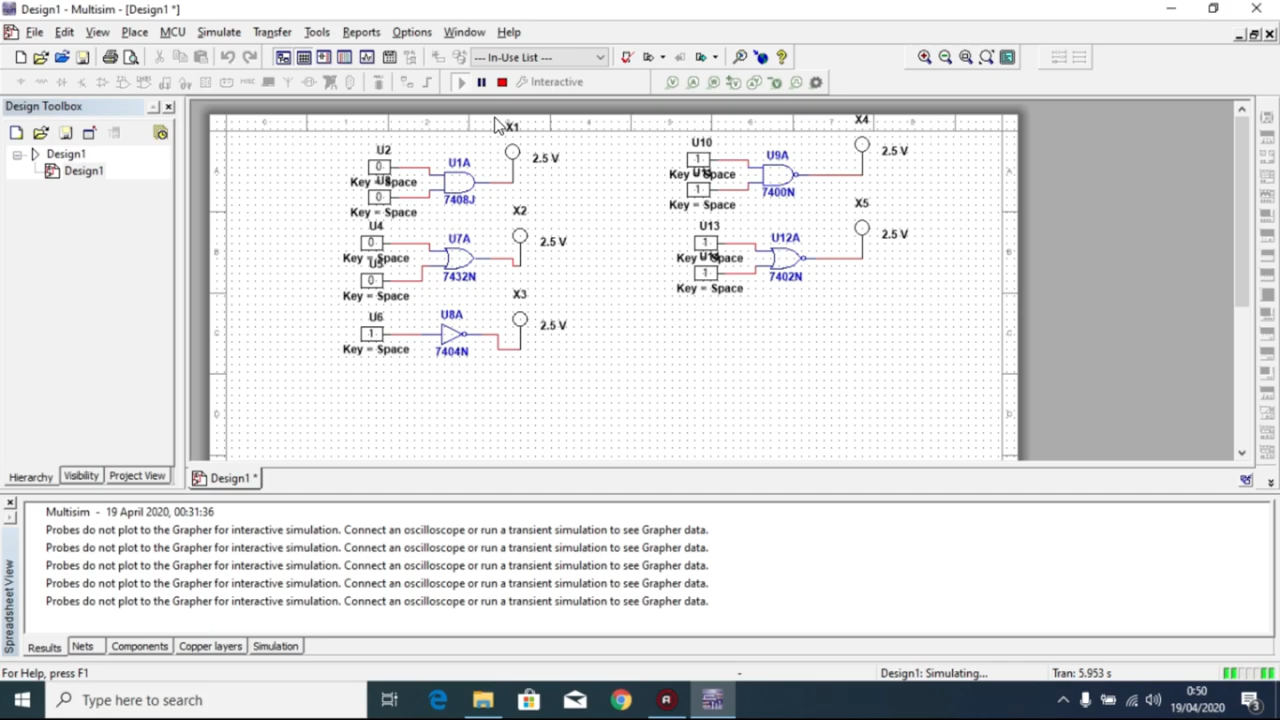 Design1 - Multisim - [Design1 *]
File Edit View Place MCU Simulate Transfer Tools Reports Options Window Help
--- In-Use List ---
Interactive
Design Toolbox
Design1
Design1
Hierarchy Visibility Project View
0 1 2 4 5 6 7 8
A
B
C
D
A
B
C
D
X1
U2
0
2.5 V
U1A
Key = Space
0
7408J
Key = Space
X2
U4
0
U7A
2.5 V
Key = Space
0
7432N
Key = Space
X3
U6
1
U8A
2.5 V
Key = Space
7404N
X4
U10
1
U9A
2.5 V
Key = Space
1
7400N
Key = Space
X5
U13
1
U12A
2.5 V
Key = Space
1
7402N
Key = Space
Design1 *
Spreadsheet View
Multisim - 19 April 2020, 00:31:36
Probes do not plot to the Grapher for interactive simulation. Connect an oscilloscope or run a transient simulation to see Grapher data.
Probes do not plot to the Grapher for interactive simulation. Connect an oscilloscope or run a transient simulation to see Grapher data.
Probes do not plot to the Grapher for interactive simulation. Connect an oscilloscope or run a transient simulation to see Grapher data.
Probes do not plot to the Grapher for interactive simulation. Connect an oscilloscope or run a transient simulation to see Grapher data.
Probes do not plot to the Grapher for interactive simulation. Connect an oscilloscope or run a transient simulation to see Grapher data.
Results Nets Components Copper layers Simulation
For Help, press F1
-
Design1: Simulating...
Tran: 5.953 s
Type here to search
0:50
19/04/2020
3